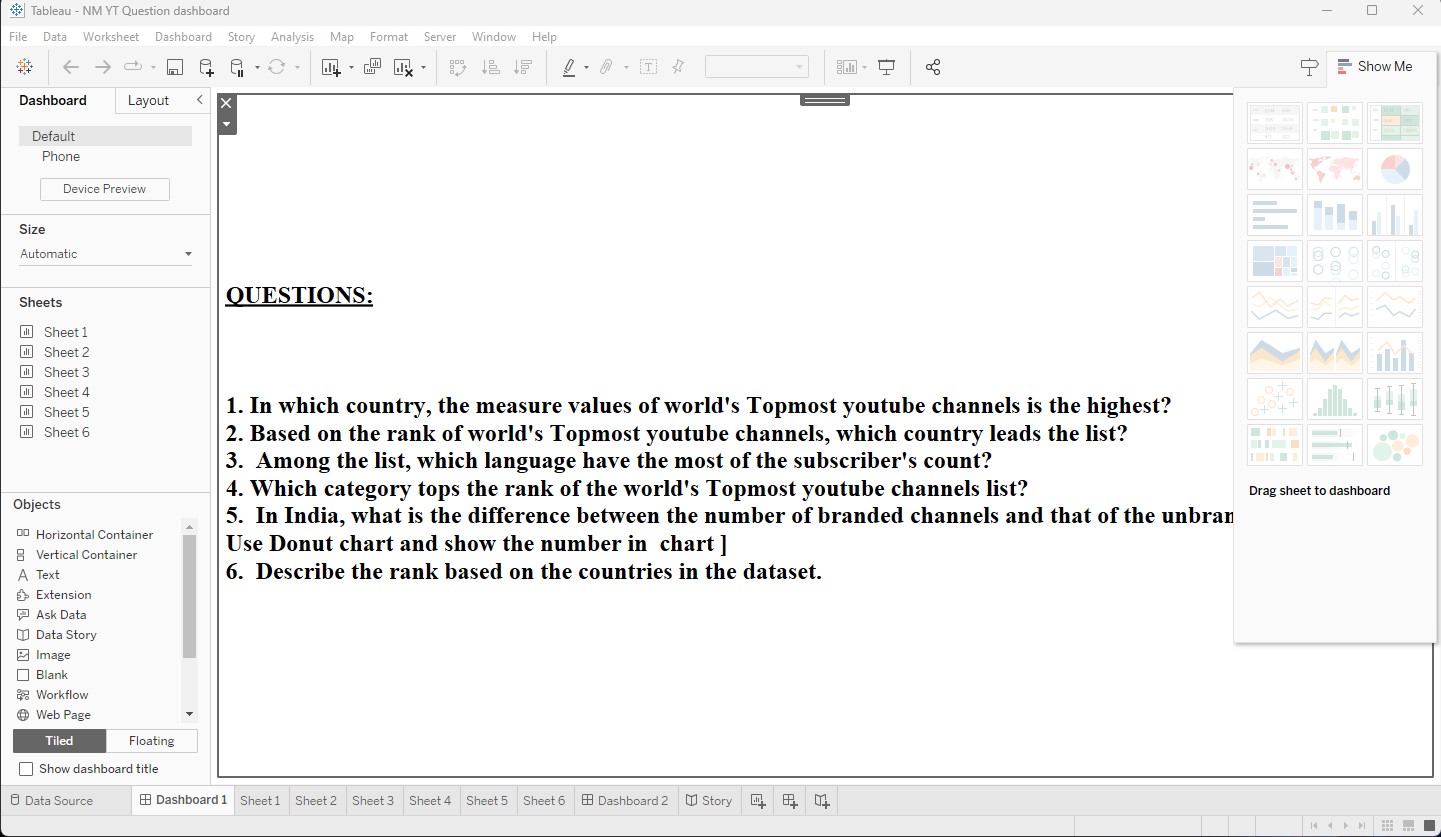 Tableau - NM YT Question dashboard
File Data Worksheet Dashboard Story Analysis Map Format Server Window Help
Show Me
Dashboard Layout
Default
Phone
Device Preview
Size
Automatic
Sheets
Sheet 1
Sheet 2
Sheet 3
Sheet 4
Sheet 5
Sheet 6
Objects
Horizontal Container
Vertical Container
Text
Extension
Ask Data
Data Story
Image
Blank
Workflow
Web Page
Tiled Floating
Show dashboard title
QUESTIONS:
1. In which country, the measure values of world's Topmost youtube channels is the highest?
2. Based on the rank of world's Topmost youtube channels, which country leads the list?
3.  Among the list, which language have the most of the subscriber's count?
4. Which category tops the rank of the world's Topmost youtube channels list?
5.  In India, what is the difference between the number of branded channels and that of the unbran
Use Donut chart and show the number in  chart ]
6.  Describe the rank based on the countries in the dataset.
Drag sheet to dashboard
Data Source Dashboard 1 Sheet 1 Sheet 2 Sheet 3 Sheet 4 Sheet 5 Sheet 6 Dashboard 2 Story